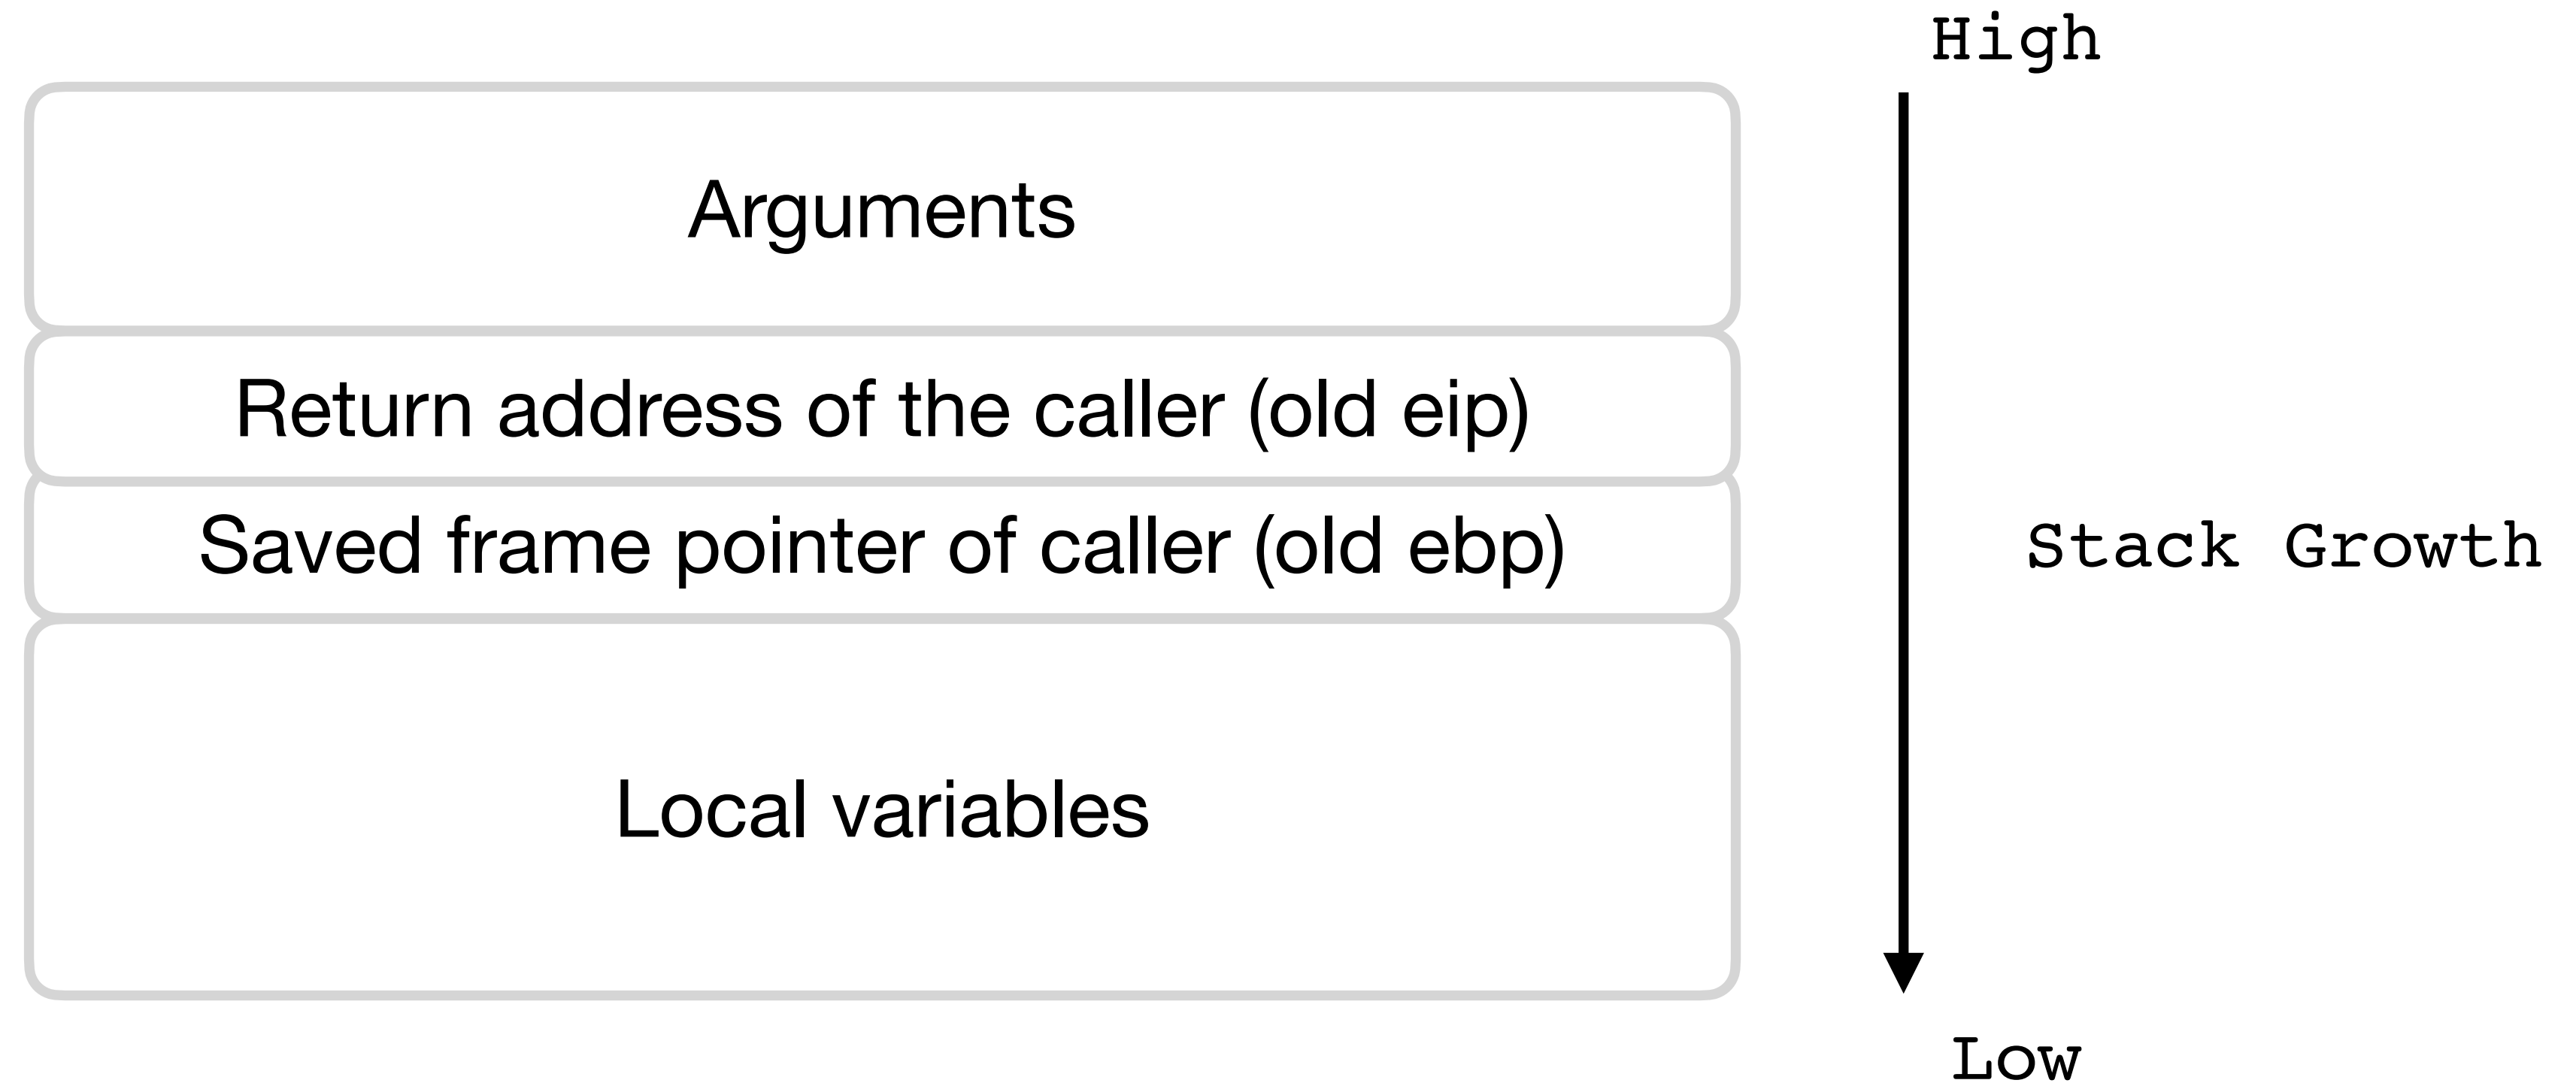 High
Arguments
Return address of the caller (old eip)
Saved frame pointer of caller (old ebp)
Stack Growth
Local variables
Low